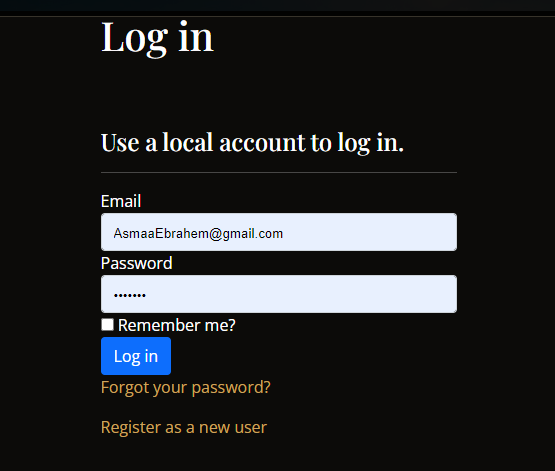 Log in
Use a local account to log in.
Email
AsmaaEbrahem@gmail.com
Password
•••••••
Remember me?
Log in
Forgot your password?
Register as a new user